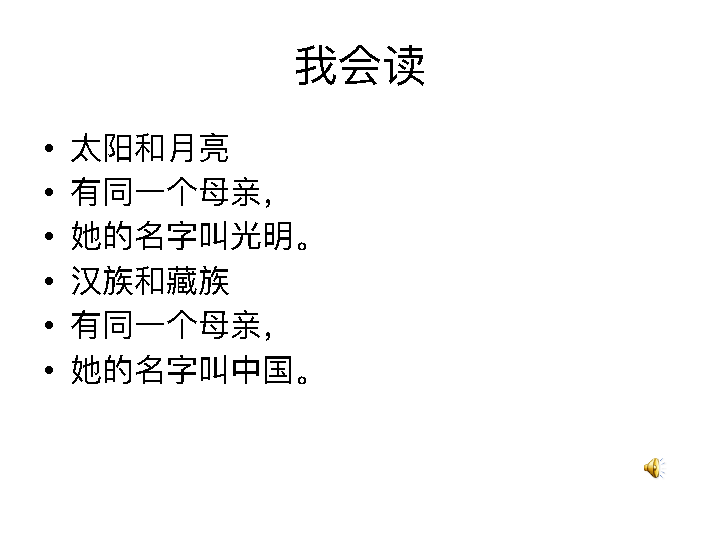 我会读
• 太阳和月亮
• 有同一个母亲，
• 她的名字叫光明。
• 汉族和藏族
• 有同一个母亲，
• 她的名字叫中国。